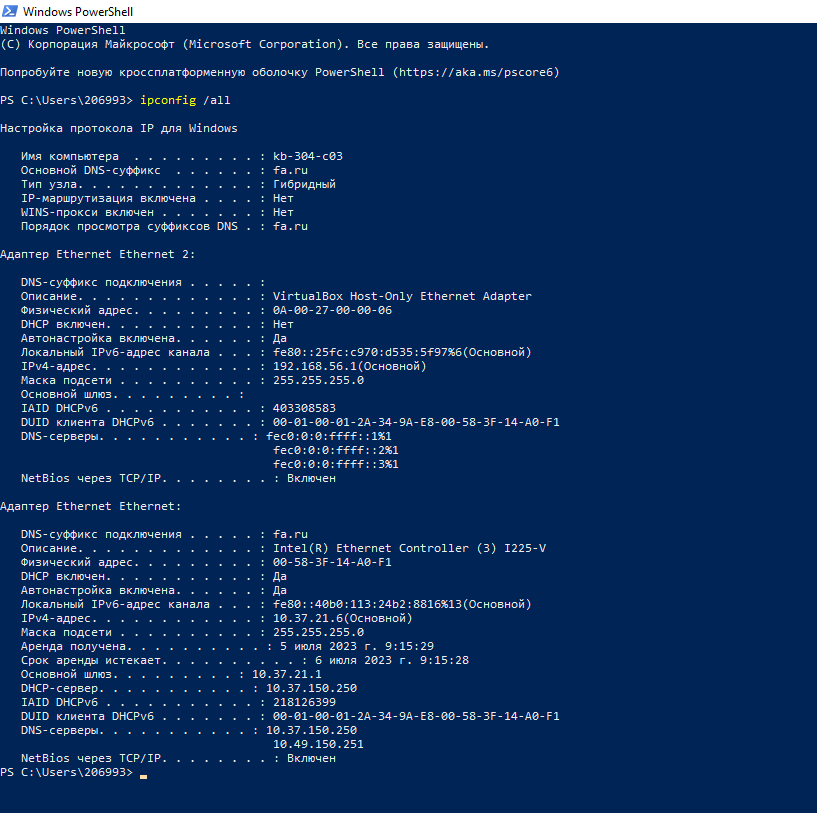 Windows PowerShell
Windows PowerShell
(C) Корпорация Майкрософт (Microsoft Corporation). Все права защищены.
Попробуйте новую кроссплатформенную оболочку PowerShell (https://aka.ms/pscore6)
PS C:\Users\206993> ipconfig /all
Настройка протокола IP для Windows
   Имя компьютера  . . . . . . . . . : kb-304-c03
   Основной DNS-суффикс  . . . . . . : fa.ru
   Тип узла. . . . . . . . . . . . . : Гибридный
   IP-маршрутизация включена . . . . : Нет
   WINS-прокси включен . . . . . . . : Нет
   Порядок просмотра суффиксов DNS . : fa.ru
Адаптер Ethernet Ethernet 2:
   DNS-суффикс подключения . . . . . :
   Описание. . . . . . . . . . . . . : VirtualBox Host-Only Ethernet Adapter
   Физический адрес. . . . . . . . . : 0A-00-27-00-00-06
   DHCP включен. . . . . . . . . . . : Нет
   Автонастройка включена. . . . . . : Да
   Локальный IPv6-адрес канала . . . : fe80::25fc:c970:d535:5f97%6(Основной)
   IPv4-адрес. . . . . . . . . . . . : 192.168.56.1(Основной)
   Маска подсети . . . . . . . . . . : 255.255.255.0
   Основной шлюз. . . . . . . . . :
   IAID DHCPv6 . . . . . . . . . . . : 403308583
   DUID клиента DHCPv6 . . . . . . . : 00-01-00-01-2A-34-9A-E8-00-58-3F-14-A0-F1
   DNS-серверы. . . . . . . . . . . : fec0:0:0:ffff::1%1
                                       fec0:0:0:ffff::2%1
                                       fec0:0:0:ffff::3%1
   NetBios через TCP/IP. . . . . . . . : Включен
Адаптер Ethernet Ethernet:
   DNS-суффикс подключения . . . . . : fa.ru
   Описание. . . . . . . . . . . . . : Intel(R) Ethernet Controller (3) I225-V
   Физический адрес. . . . . . . . . : 00-58-3F-14-A0-F1
   DHCP включен. . . . . . . . . . . : Да
   Автонастройка включена. . . . . . : Да
   Локальный IPv6-адрес канала . . . : fe80::40b0:113:24b2:8816%13(Основной)
   IPv4-адрес. . . . . . . . . . . . : 10.37.21.6(Основной)
   Маска подсети . . . . . . . . . . : 255.255.255.0
   Аренда получена. . . . . . . . . . : 5 июля 2023 г. 9:15:29
   Срок аренды истекает. . . . . . . . . . : 6 июля 2023 г. 9:15:28
   Основной шлюз. . . . . . . . . : 10.37.21.1
   DHCP-сервер. . . . . . . . . . . : 10.37.150.250
   IAID DHCPv6 . . . . . . . . . . . : 218126399
   DUID клиента DHCPv6 . . . . . . . : 00-01-00-01-2A-34-9A-E8-00-58-3F-14-A0-F1
   DNS-серверы. . . . . . . . . . . : 10.37.150.250
                                       10.49.150.251
   NetBios через TCP/IP. . . . . . . . : Включен
PS C:\Users\206993>